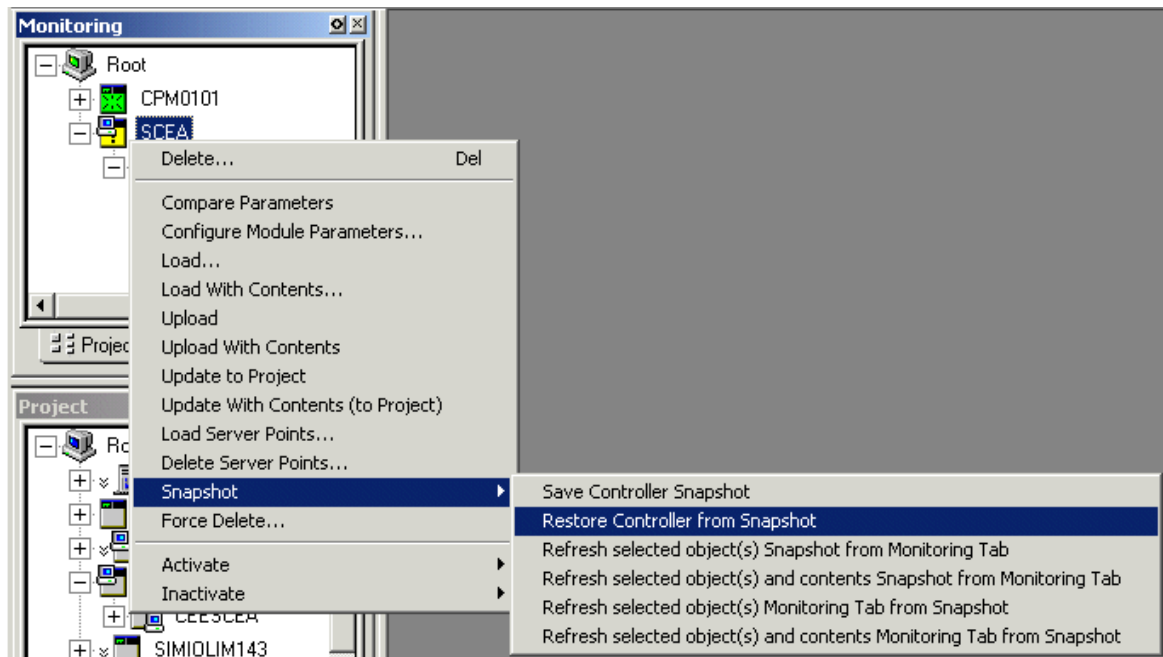 Monitoring
Root
CPM0101
SCEA
Delete... Del
Compare Parameters
Configure Module Parameters...
Load...
Load With Contents...
Upload
Upload With Contents
Update to Project
Update With Contents (to Project)
Load Server Points...
Delete Server Points...
Snapshot
Force Delete...
Activate
Inactivate
Save Controller Snapshot
Restore Controller from Snapshot
Refresh selected object(s) Snapshot from Monitoring Tab
Refresh selected object(s) and contents Snapshot from Monitoring Tab
Refresh selected object(s) Monitoring Tab from Snapshot
Refresh selected object(s) and contents Monitoring Tab from Snapshot
Projec
Project
Ro
CEESCEA
SIMIOLIM143